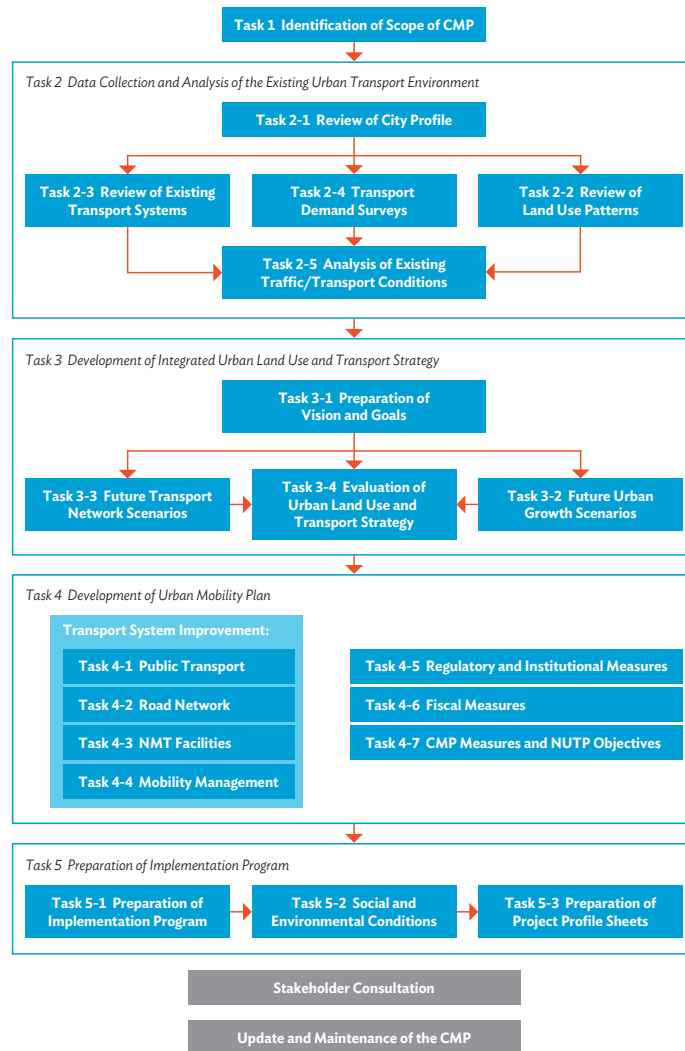 Task 1 Identification of Scope of CMP
Task 2 Data Collection and Analysis of the Existing Urban Transport Environment
Task 2-1 Review of City Profile
Task 2-3 Review of Existing
Transport Systems
Task 2-4 Transport
Demand Surveys
Task 2-2 Review of
Land Use Patterns
Task 2-5 Analysis of Existing
Traffic/Transport Conditions
Task 3 Development of Integrated Urban Land Use and Transport Strategy
Task 3-1 Preparation of
Vision and Goals
Task 3-3 Future Transport
Network Scenarios
Task 3-4 Evaluation of
Urban Land Use and
Transport Strategy
Task 3-2 Future Urban
Growth Scenarios
Task 4 Development of Urban Mobility Plan
Transport System Improvement:
Task 4-1 Public Transport
Task 4-2 Road Network
Task 4-3 NMT Facilities
Task 4-4 Mobility Management
Task 4-5 Regulatory and Institutional Measures
Task 4-6 Fiscal Measures
Task 4-7 CMP Measures and NUTP Objectives
Task 5 Preparation of Implementation Program
Task 5-1 Preparation of
Implementation Program
Task 5-2 Social and
Environmental Conditions
Task 5-3 Preparation of
Project Profile Sheets
Stakeholder Consultation
Update and Maintenance of the CMP